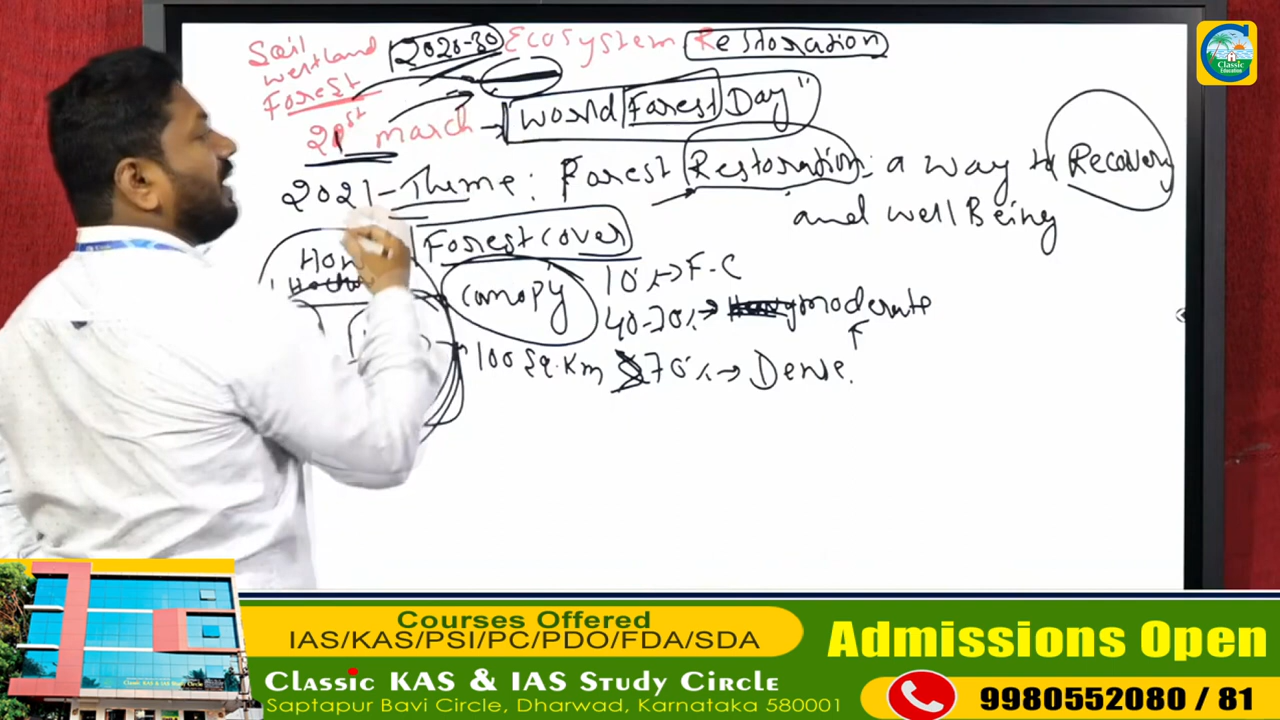 Soil
2020-30 Ecosystem Restoration
wetland
Forest
21st march → World Forest Day"
2021 - Theme: Forest Restoration: a way to Recovery
and well Being
Forest cover
canopy
10% → F-C
40-70% → moderate
F
100 Sq.Km 70% → Dense.
Classic
Education
Courses Offered
IAS/KAS/PSI/PC/PDO/FDA/SDA
Classic KAS & IAS Study Circle
Saptapur Bavi Circle, Dharwad, Karnataka 580001
Admissions Open
9980552080 / 81